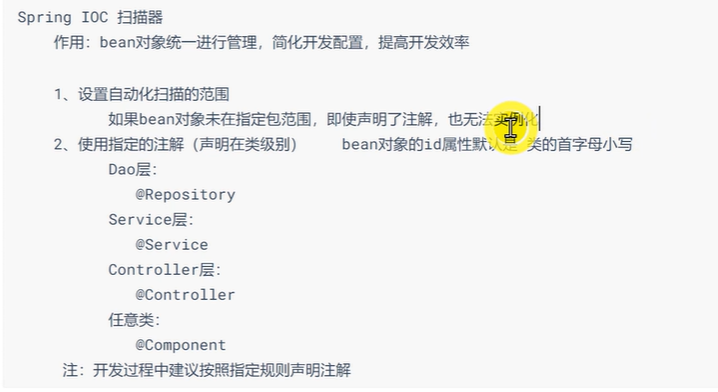 Spring IOC 扫描器
作用：bean对象统一进行管理，简化开发配置，提高开发效率
1、设置自动化扫描的范围
如果bean对象未在指定包范围，即使声明了注解，也无法实例化
2、使用指定的注解（声明在类级别） bean对象的id属性默认是 类的首字母小写
Dao层：
@Repository
Service层：
@Service
Controller层：
@Controller
任意类：
@Component
注：开发过程中建议按照指定规则声明注解